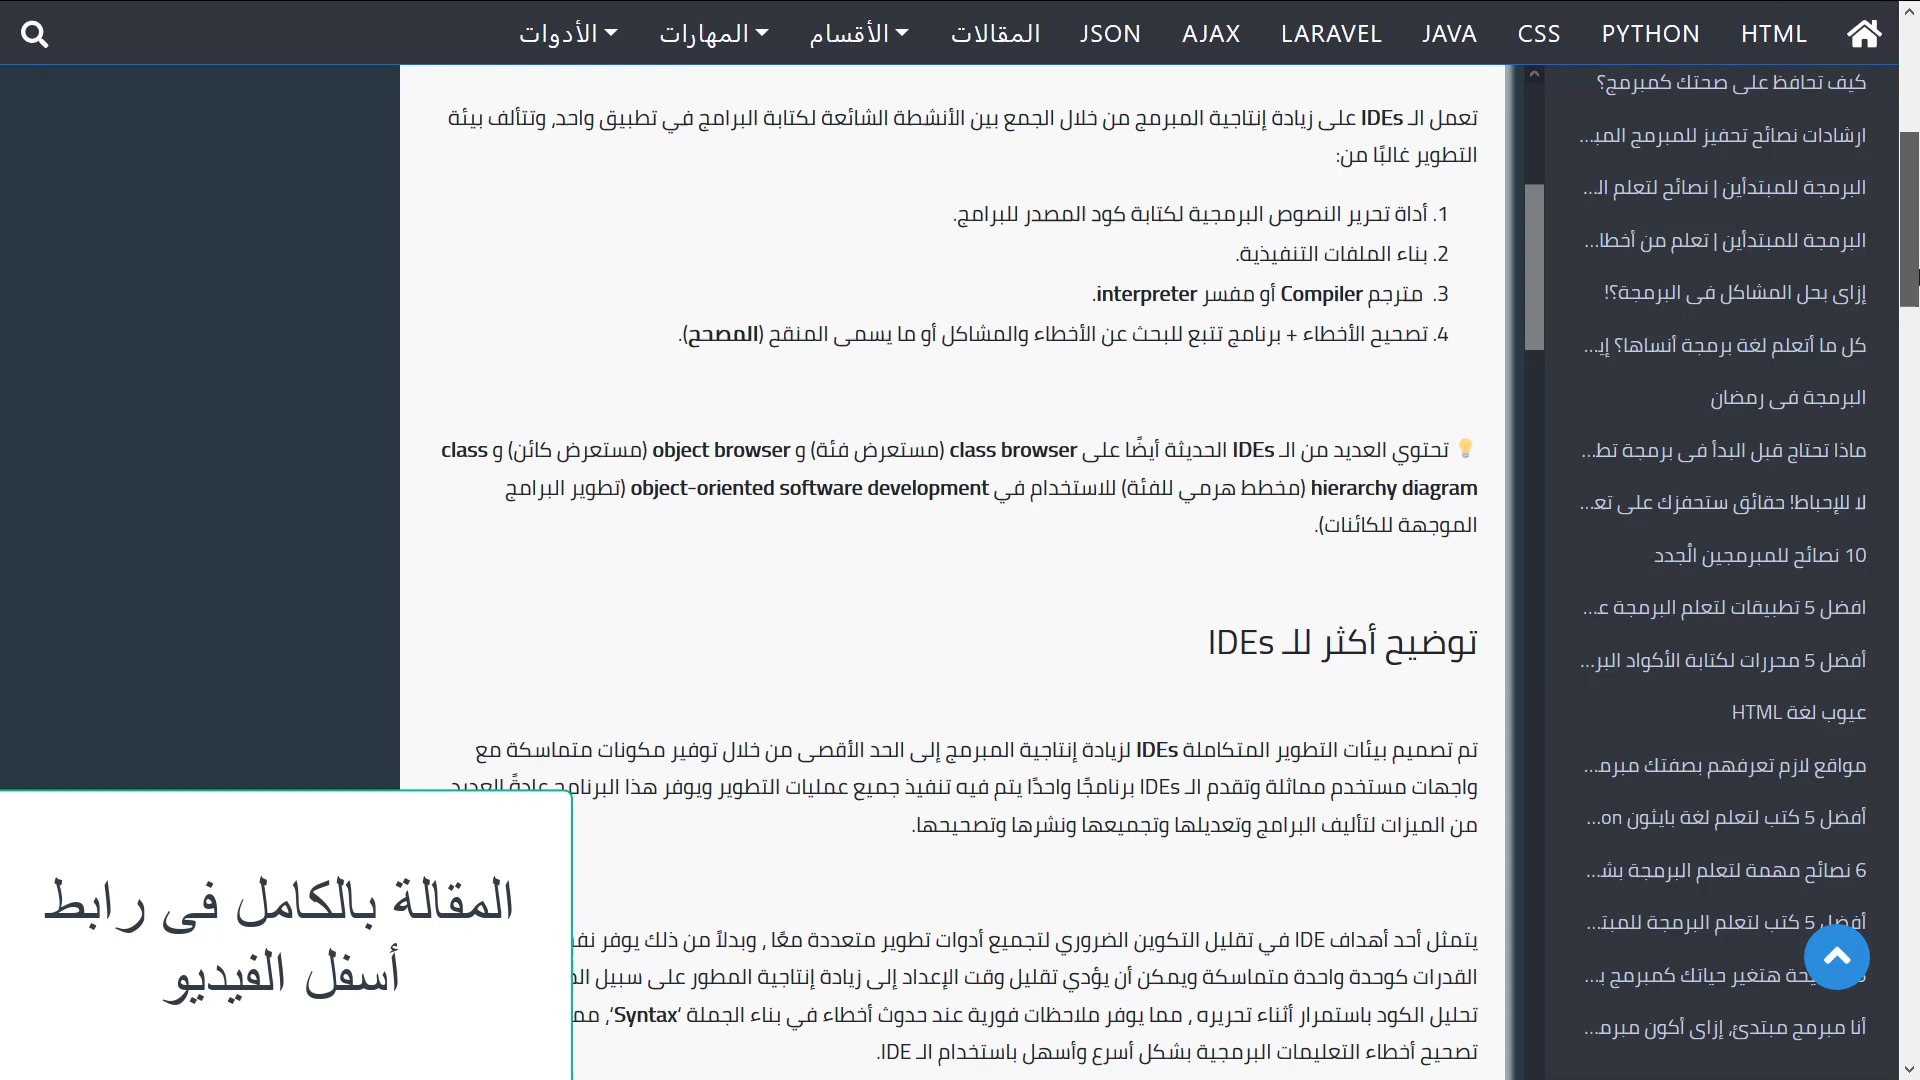 HTML
PYTHON
CSS
JAVA
LARAVEL
AJAX
JSON
المقالات
الأقسام
المهارات
الأدوات
كيف تحافظ على صحتك كمبرمج؟
ارشادات نصائح تحفيز للمبرمج المبـ...
البرمجة للمبتدأين | نصائح لتعلم الـ...
البرمجة للمبتدأين | تعلم من أخطا...
إزاى بحل المشاكل فى البرمجة؟!
كل ما أتعلم لغة برمجة أنساها؟ إيـ...
البرمجة فى رمضان
ماذا تحتاج قبل البدأ فى برمجة تط...
لا للإحباط! حقائق ستحفزك على تعـ...
10 نصائح للمبرمجين الْجدد
افضل 5 تطبيقات لتعلم البرمجة عـ...
أفضل 5 محررات لكتابة الأكواد البر...
عيوب لغة HTML
مواقع لازم تعرفهم بصفتك مبرمـ...
أفضل 5 كتب لتعلم لغة بايثون on...
6 نصائح مهمة لتعلم البرمجة بشـ...
أفضل 5 كتب لتعلم البرمجة للمبتـ...
هتغير حياتك كمبرمج بـ...
أنا مبرمج مبتدئ، إزاى أكون مبرمـ...
تعمل الـ IDEs على زيادة إنتاجية المبرمج من خلال الجمع بين الأنشطة الشائعة لكتابة البرامج في تطبيق واحد، وتتألف بيئة
التطوير غالبًا من:
1. أداة تحرير النصوص البرمجية لكتابة كود المصدر للبرامج.
2. بناء الملفات التنفيذية.
3. مترجم Compiler أو مفسر interpreter.
4. تصحيح الأخطاء + برنامج تتبع للبحث عن الأخطاء والمشاكل أو ما يسمى المنقح (المصحح).
تحتوي العديد من الـ IDEs الحديثة أيضًا على class browser (مستعرض فئة) و object browser (مستعرض كائن) و class
hierarchy diagram (مخطط هرمي للفئة) للاستخدام في object-oriented software development (تطوير البرامج
الموجهة للكائنات).
توضيح أكثر للـ IDEs
تم تصميم بيئات التطوير المتكاملة IDEs لزيادة إنتاجية المبرمج إلى الحد الأقصى من خلال توفير مكونات متماسكة مع
واجهات مستخدم مماثلة وتقدم الـ IDEs برنامجًا واحدًا يتم فيه تنفيذ جميع عمليات التطوير ويوفر هذا البرنامج عادةً العديد
من الميزات لتأليف البرامج وتعديلها وتجميعها ونشرها وتصحيحها.
يتمثل أحد أهداف IDE في تقليل التكوين الضروري لتجميع أدوات تطوير متعددة معًا ، وبدلاً من ذلك يوفر
القدرات كوحدة واحدة متماسكة ويمكن أن يؤدي تقليل وقت الإعداد إلى زيادة إنتاجية المطور على سبيل
تحليل الكود باستمرار أثناء تحريره ، مما يوفر ملاحظات فورية عند حدوث أخطاء في بناء الجملة ‘Syntax‘،
تصحيح أخطاء التعليمات البرمجية بشكل أسرع وأسهل باستخدام الـ IDE.
المقالة بالكامل فى رابط
أسفل الفيديو